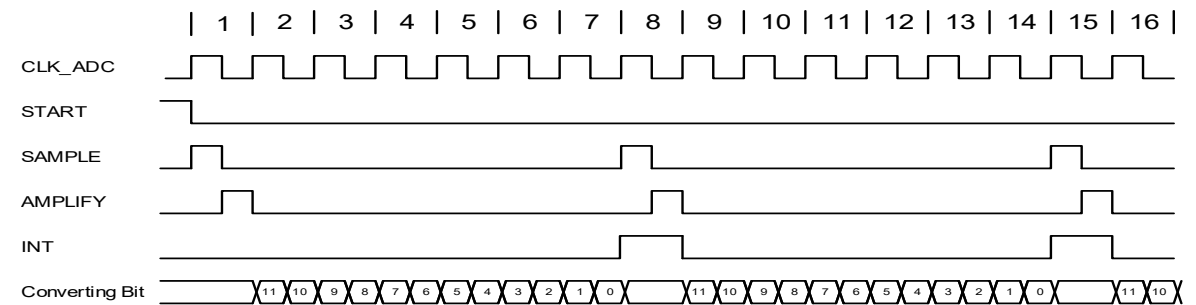 | 1 | 2 | 3 | 4 | 5 | 6 | 7 | 8 | 9 | 10 | 11 | 12 | 13 | 14 | 15 | 16 |
CLK_ADC
START
SAMPLE
AMPLIFY
INT
Converting Bit 11 10 9 8 7 6 5 4 3 2 1 0 11 10 9 8 7 6 5 4 3 2 1 0 11 10